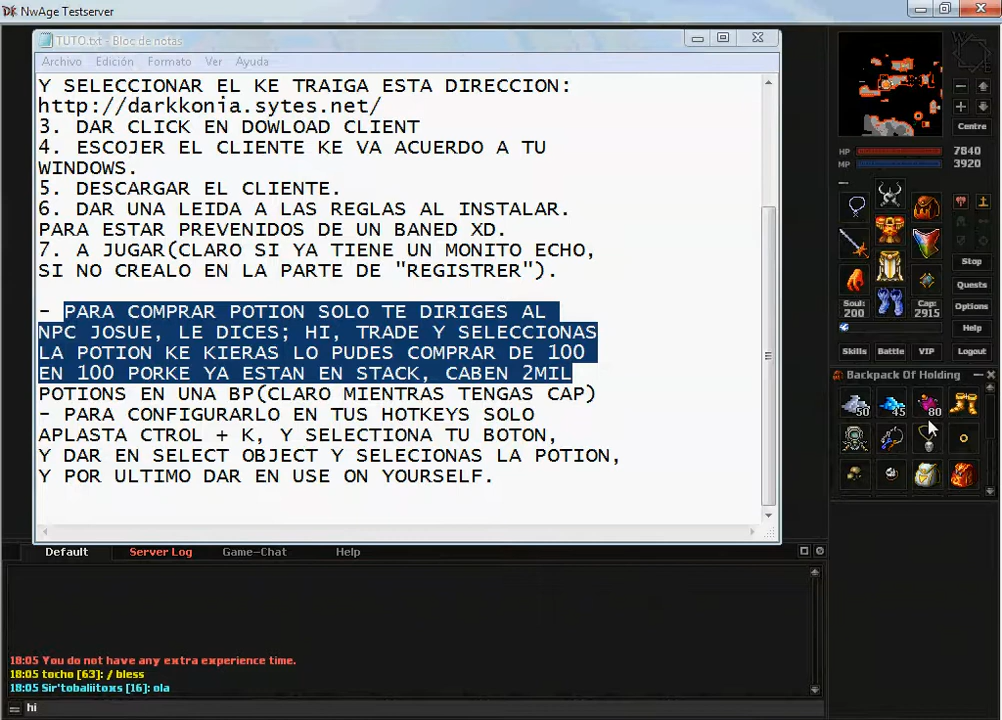 NwAge Testserver
TUTO.txt - Bloc de notas
Archivo Edición Formato Ver Ayuda
Y SELECCIONAR EL KE TRAIGA ESTA DIRECCION:
http://darkkonia.sytes.net/
3. DAR CLICK EN DOWLOAD CLIENT
4. ESCOJER EL CLIENTE KE VA ACUERDO A TU
WINDOWS.
5. DESCARGAR EL CLIENTE.
6. DAR UNA LEIDA A LAS REGLAS AL INSTALAR.
PARA ESTAR PREVENIDOS DE UN BANED XD.
7. A JUGAR(CLARO SI YA TIENE UN MONITO ECHO,
SI NO CREALO EN LA PARTE DE "REGISTRER").
- PARA COMPRAR POTION SOLO TE DIRIGES AL
NPC JOSUE, LE DICES; HI, TRADE Y SELECCIONAS
LA POTION KE KIERAS LO PUDES COMPRAR DE 100
EN 100 PORKE YA ESTAN EN STACK, CABEN 2MIL
POTIONS EN UNA BP(CLARO MIENTRAS TENGAS CAP)
- PARA CONFIGURARLO EN TUS HOTKEYS SOLO
APLASTA CTROL + K, Y SELECTIONA TU BOTON,
Y DAR EN SELECT OBJECT Y SELECIONAS LA POTION,
Y POR ULTIMO DAR EN USE ON YOURSELF.
Default Server Log Game-Chat Help
18:05 You do not have any extra experience time.
18:05 tocho [63]: / bless
18:05 Sir'tobaliitoxs [16]: ola
hi
Centre
HP 7840
MP 3920
Soul: 200 Cap: 2915
Stop
Quests
Options
Help
Skills Battle VIP Logout
Backpack Of Holding
50 45 80